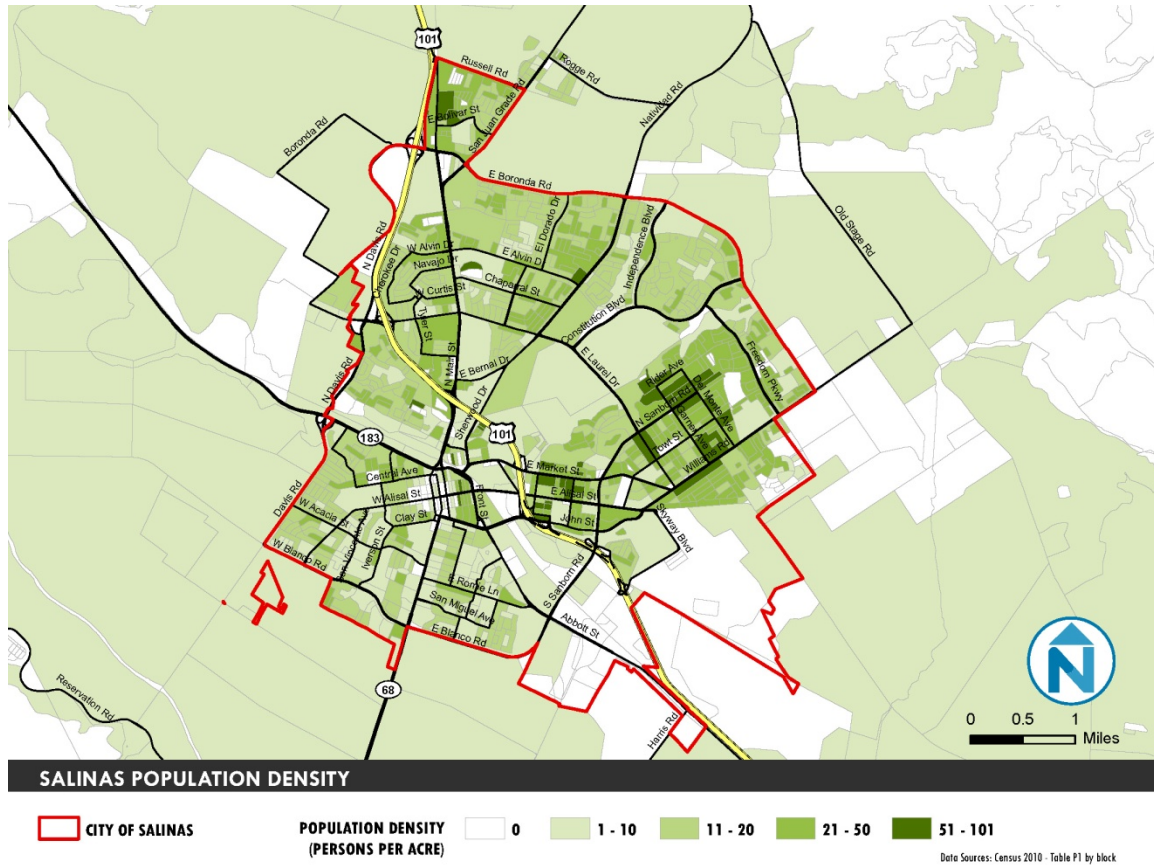 101
Russell Rd
Rogge Rd
San Juan Grade Rd
E Bolivar St
Natividad Rd
Boronda Rd
E Boronda Rd
Old Stage Rd
N Davis Rd
El Dorado Dr
Independence Blvd
W Alvin Dr
E Alvin D
Cherokee Dr
Navajo Dr
Chaparral St
W Curtis St
Tyler St
Constitution Blvd
N Main St
E Bernal Dr
E Laurel Dr
Rider Ave
Freedom Pkwy
Del Monte Ave
N Sanborn Rd
Garner Ave
N Davis Rd
Sherwood Dr
101
183
Williams Rd
Central Ave
E Market St
W Alisal St
E Alisal St
Front St
Davis Rd
W Acacia St
Clay St
John St
Skyway Blvd
Iverson St
W Blanco Rd
E Romie Ln
San Miguel Ave
S Sanborn Rd
Abbott St
E Blanco Rd
68
Reservation Rd
Harris Rd
N
0 0.5 1
Miles
SALINAS POPULATION DENSITY
CITY OF SALINAS
POPULATION DENSITY
(PERSONS PER ACRE)
0
1 - 10
11 - 20
21 - 50
51 - 101
Data Sources: Census 2010 - Table P1 by block